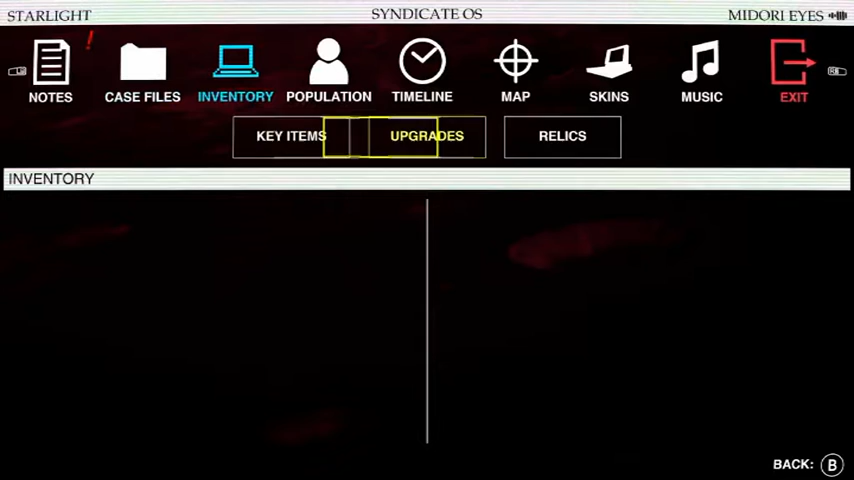 STARLIGHT
SYNDICATE OS
MIDORI EYES
!
NOTES
CASE FILES
INVENTORY
POPULATION
TIMELINE
MAP
SKINS
MUSIC
EXIT
KEY ITEMS
UPGRADES
RELICS
INVENTORY
BACK: B